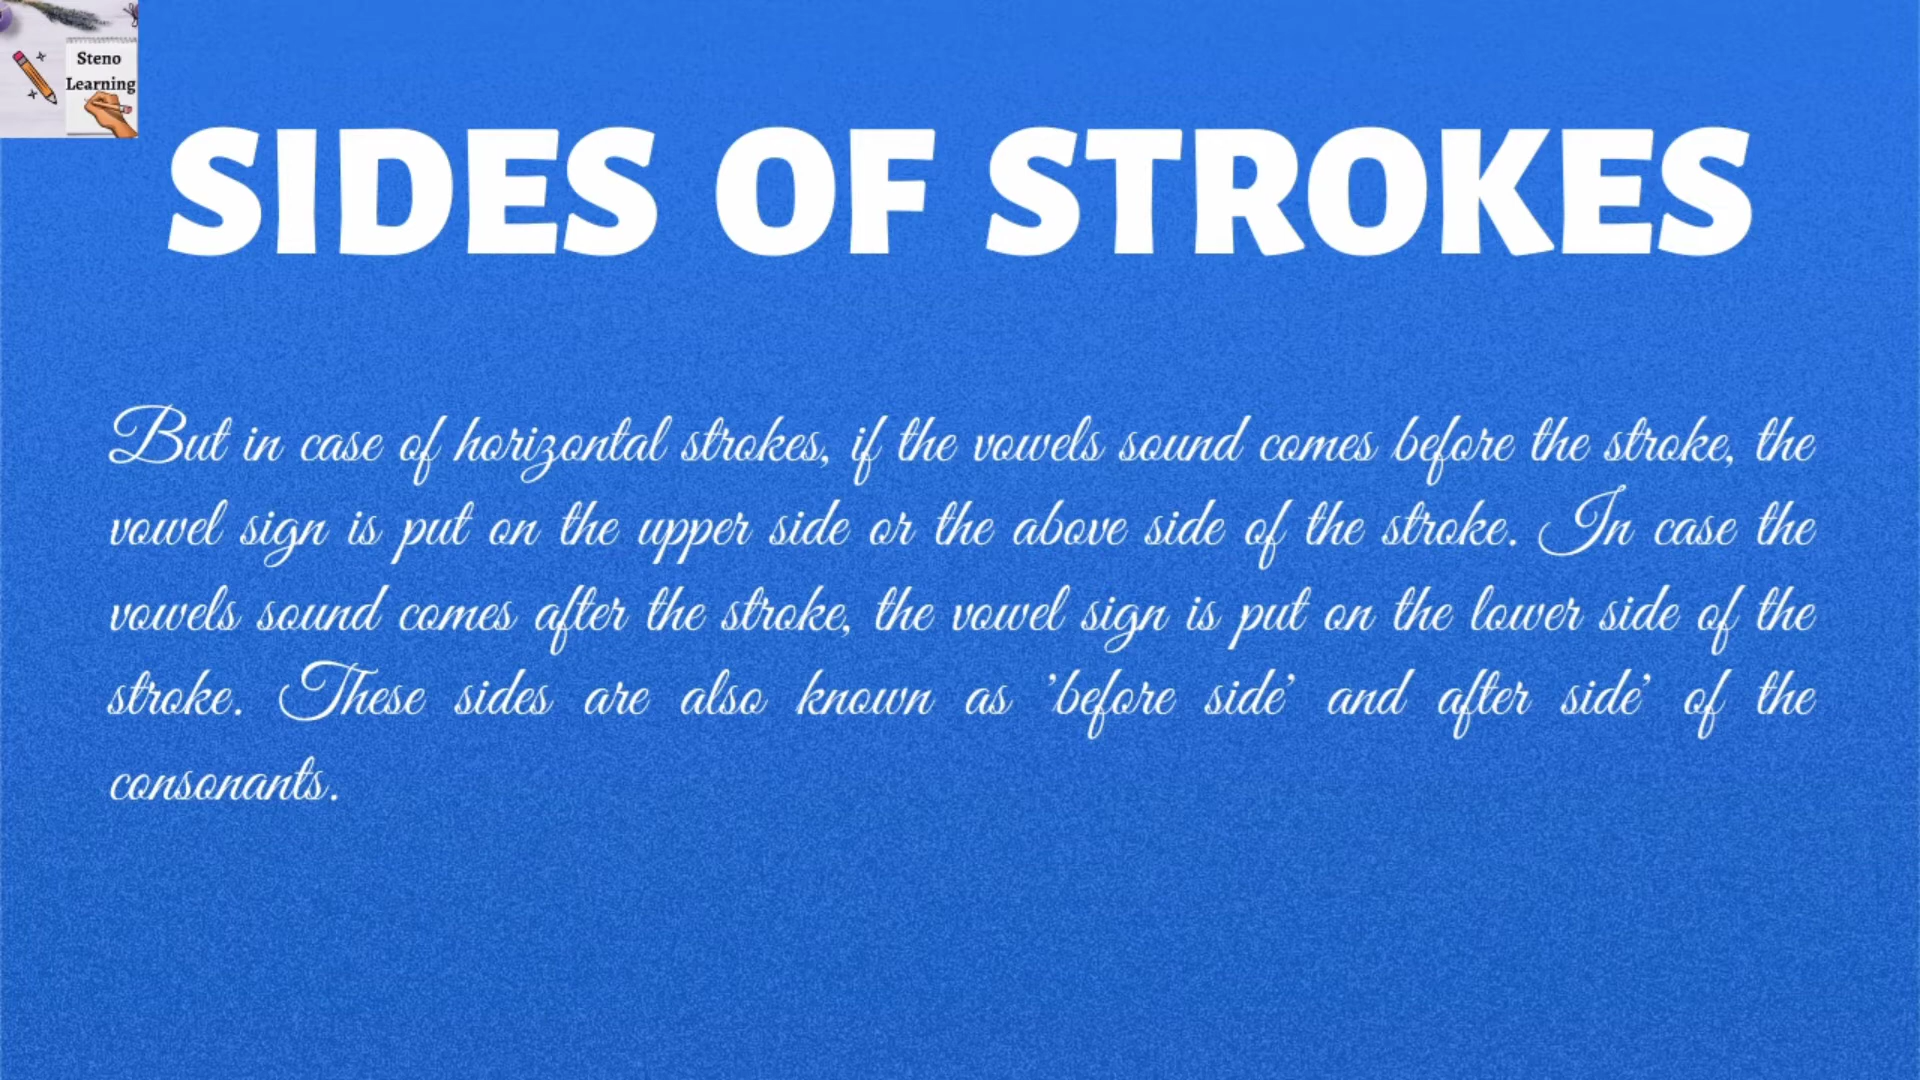 Steno
Learning
SIDES OF STROKES
But in case of horizontal strokes, if the vowels sound comes before the stroke, the
vowel sign is put on the upper side or the above side of the stroke. In case the
vowels sound comes after the stroke, the vowel sign is put on the lower side of the
stroke. These sides are also known as 'before side' and after side' of the
consonants.